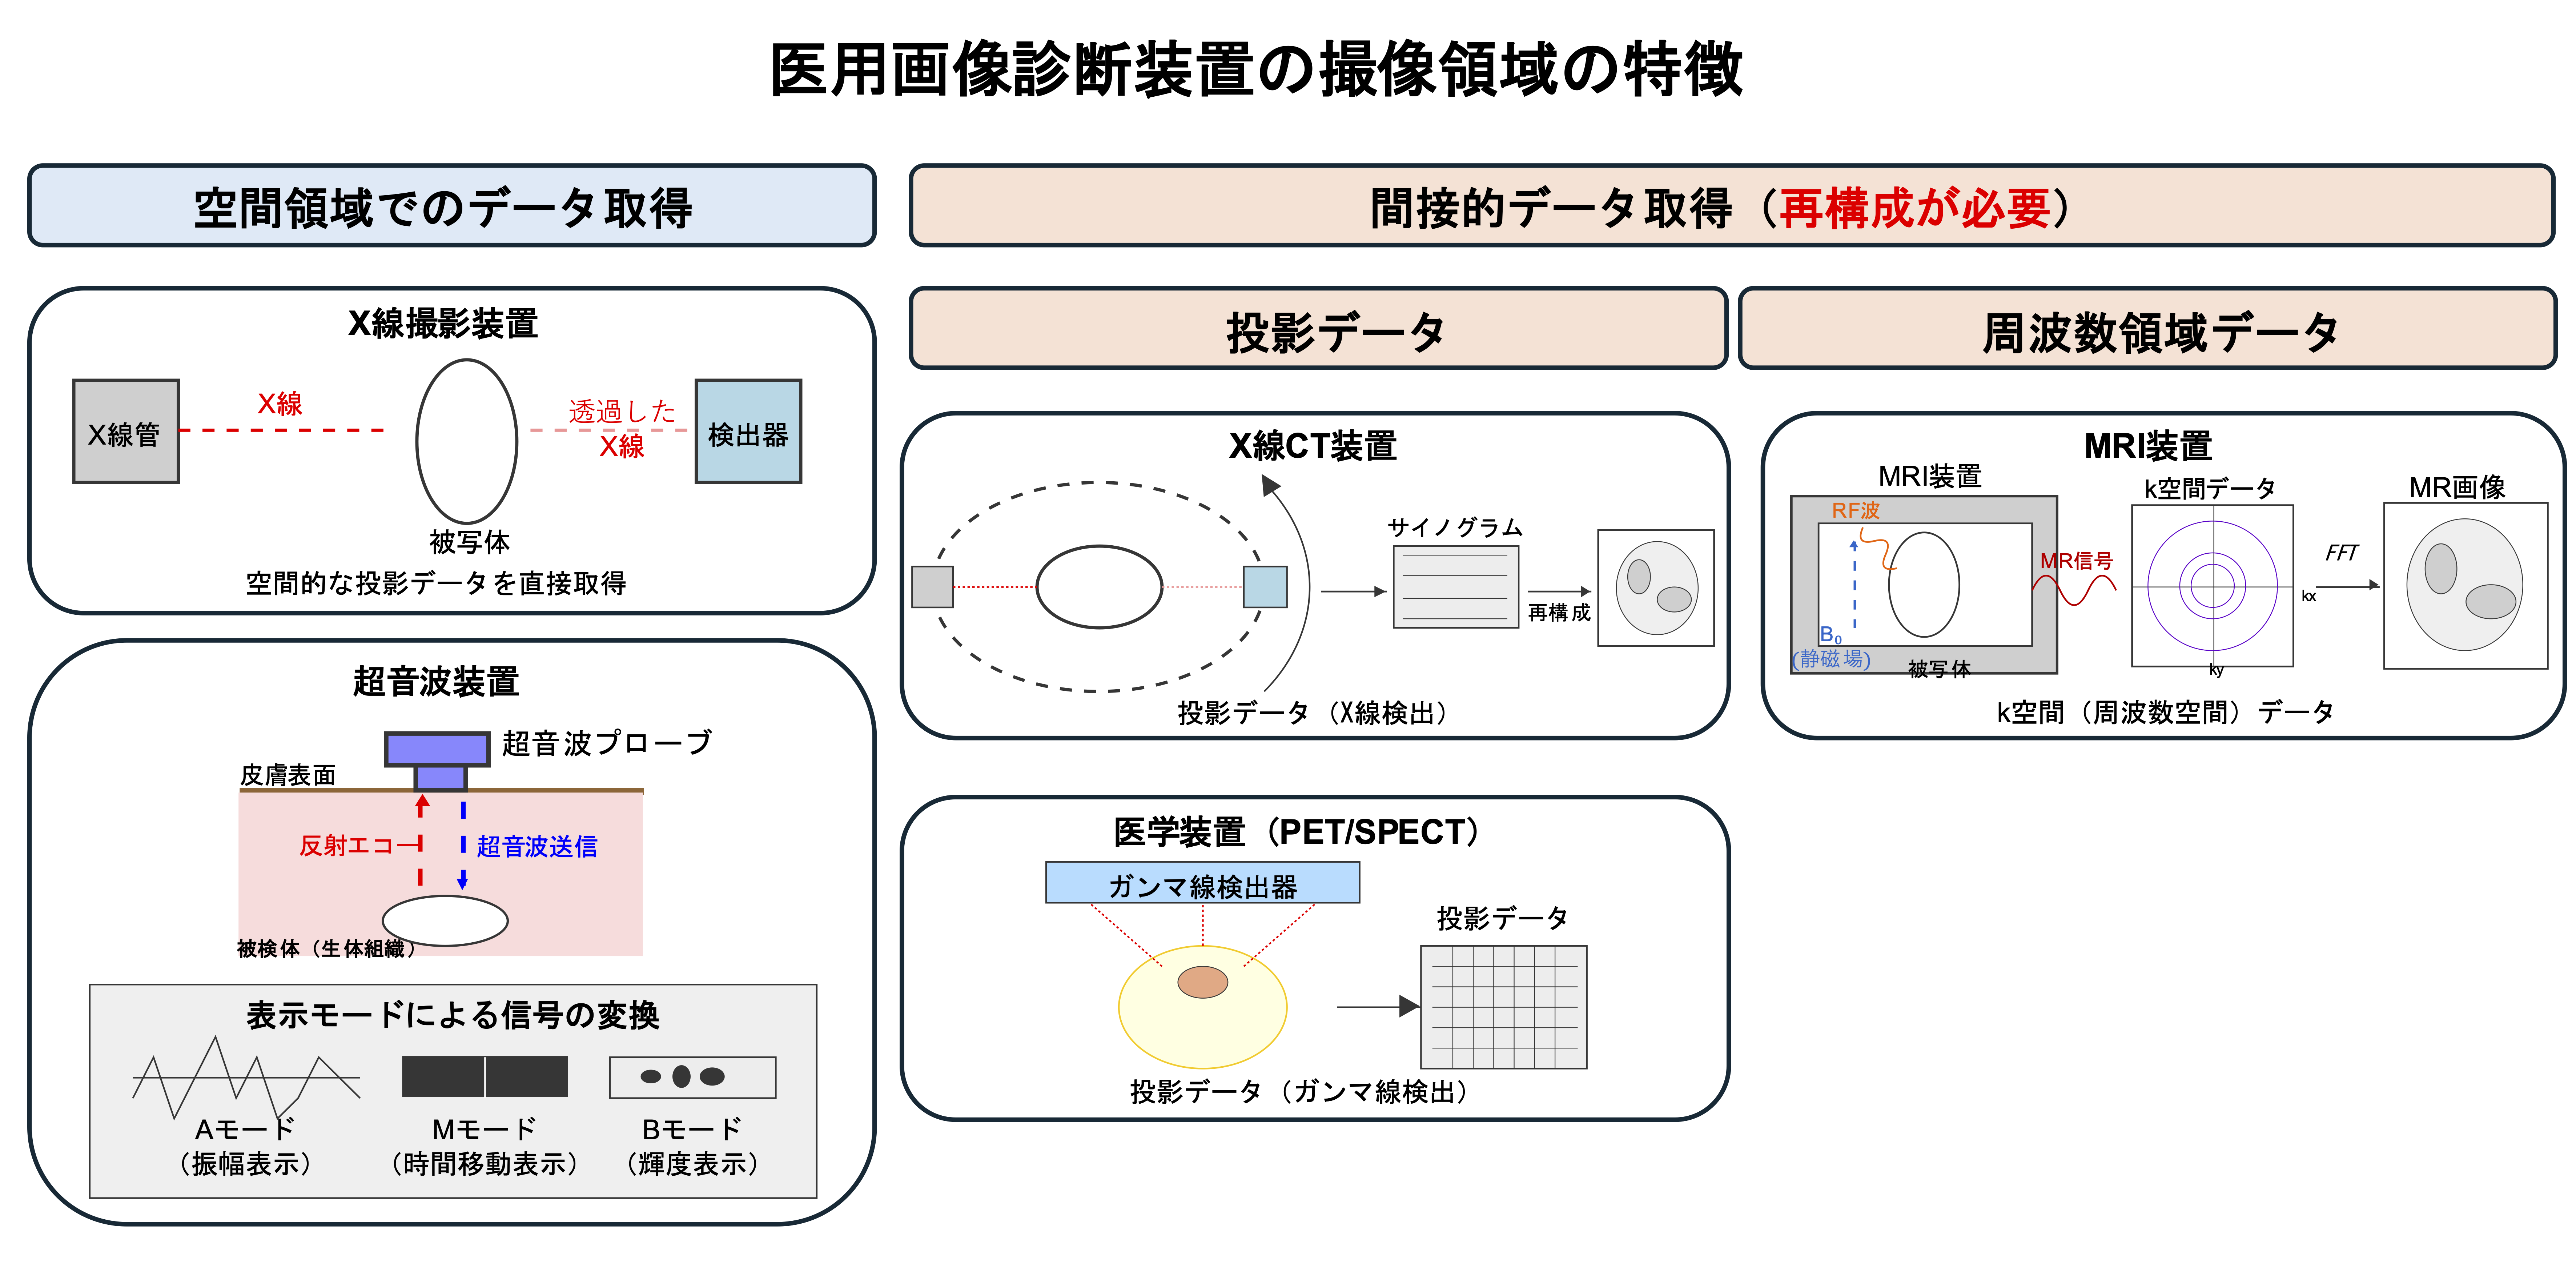 医用画像診断装置の撮像領域の特徴
空間領域でのデータ取得
間接的データ取得（再構成が必要）
X線撮影装置
X線管
X線
透過した
X線
検出器
被写体
空間的な投影データを直接取得
超音波装置
超音波プローブ
皮膚表面
反射エコー
超音波送信
被検体（生体組織）
表示モードによる信号の変換
Aモード
（振幅表示）
Mモード
（時間移動表示）
Bモード
（輝度表示）
投影データ
X線CT装置
サイノグラム
再構成
投影データ（X線検出）
医学装置（PET/SPECT）
ガンマ線検出器
投影データ
投影データ（ガンマ線検出）
周波数領域データ
MRI装置
MRI装置
RF波
B₀
(静磁場)
被写体
MR信号
k空間データ
kx
ky
FFT
MR画像
k空間（周波数空間）データ